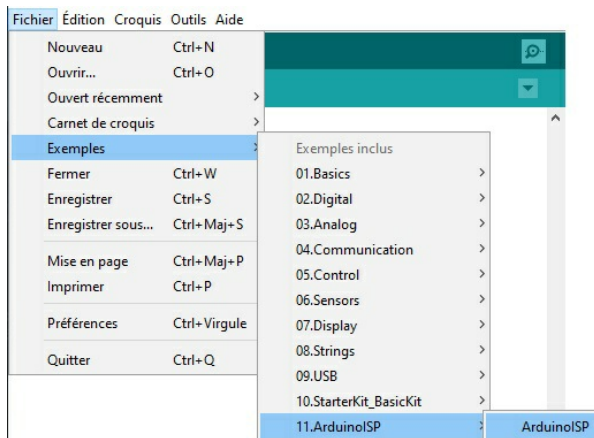 Fichier Édition Croquis Outils Aide
Nouveau Ctrl+N
Ouvrir... Ctrl+O
Ouvert récemment
Carnet de croquis
Exemples
Fermer Ctrl+W
Enregistrer Ctrl+S
Enregistrer sous... Ctrl+Maj+S
Mise en page Ctrl+Maj+P
Imprimer Ctrl+P
Préférences Ctrl+Virgule
Quitter Ctrl+Q
Exemples inclus
01.Basics
02.Digital
03.Analog
04.Communication
05.Control
06.Sensors
07.Display
08.Strings
09.USB
10.StarterKit_BasicKit
11.ArduinoISP
ArduinoISP